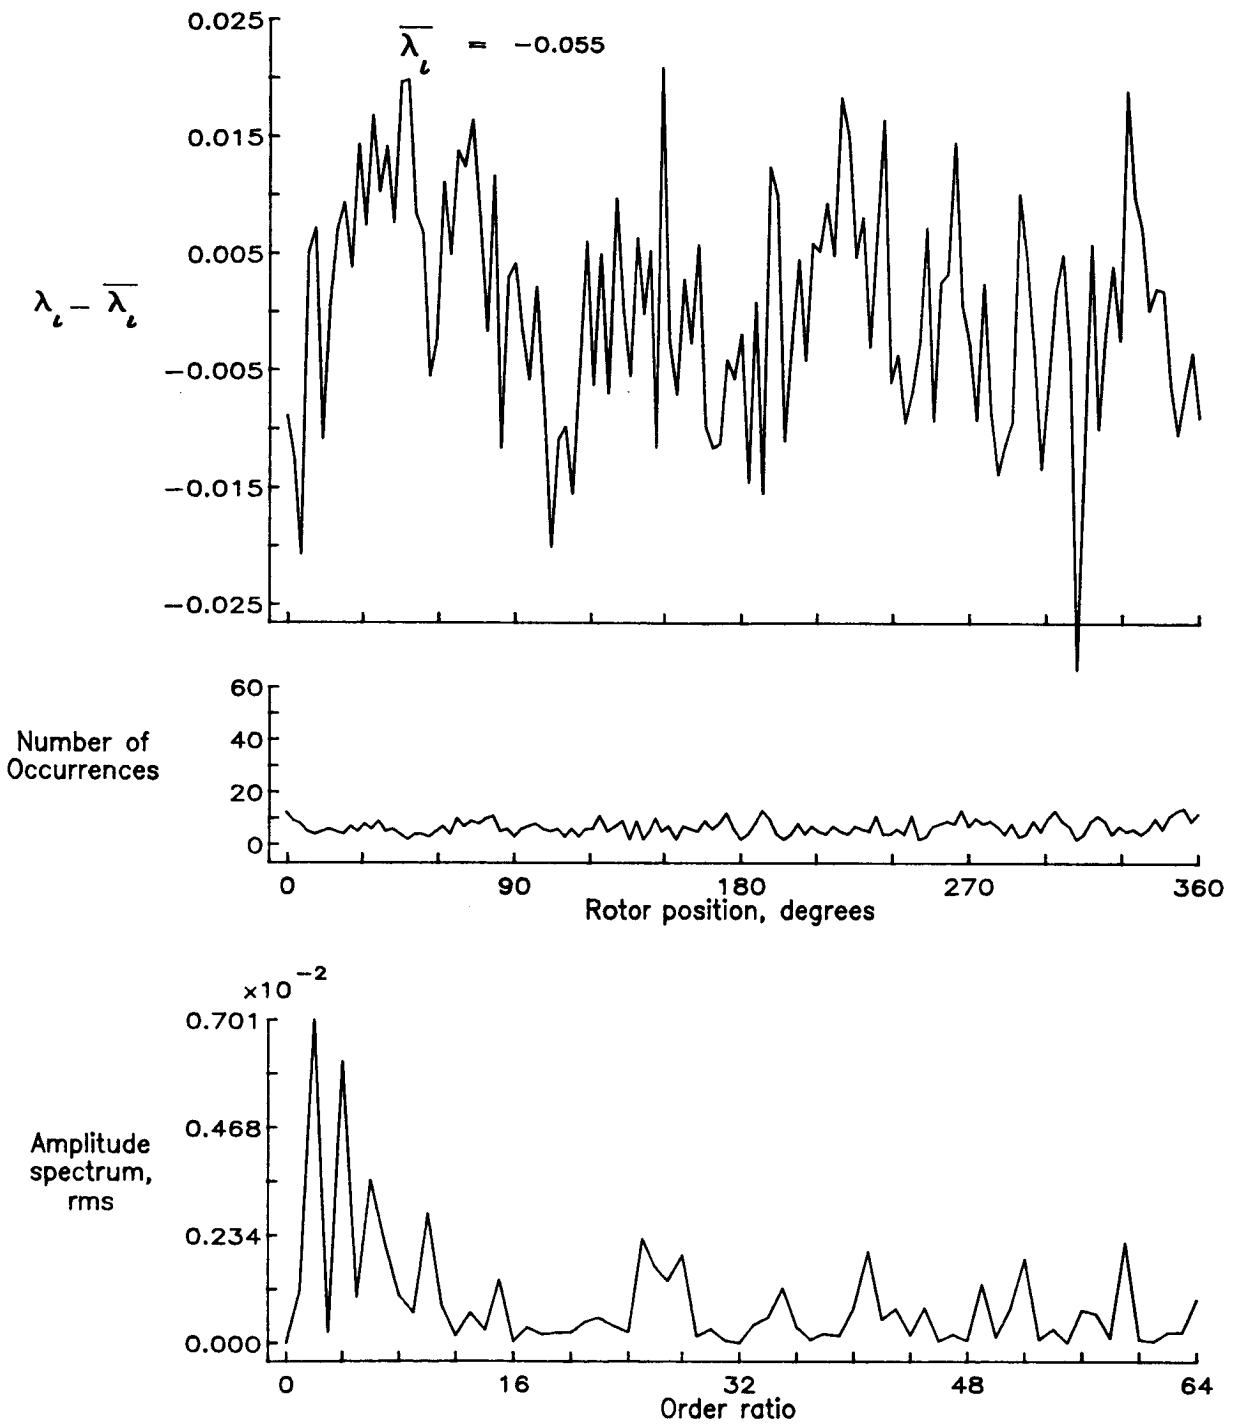 0.025
λ̅ι = −0.055
0.015
0.005
λι − λ̅ι
−0.005
−0.015
−0.025
60
Number of
Occurrences
40
20
0
0 90 180 270 360
Rotor position, degrees
×10⁻²
0.701
0.468
Amplitude
spectrum,
rms
0.234
0.000
0 16 32 48 64
Order ratio